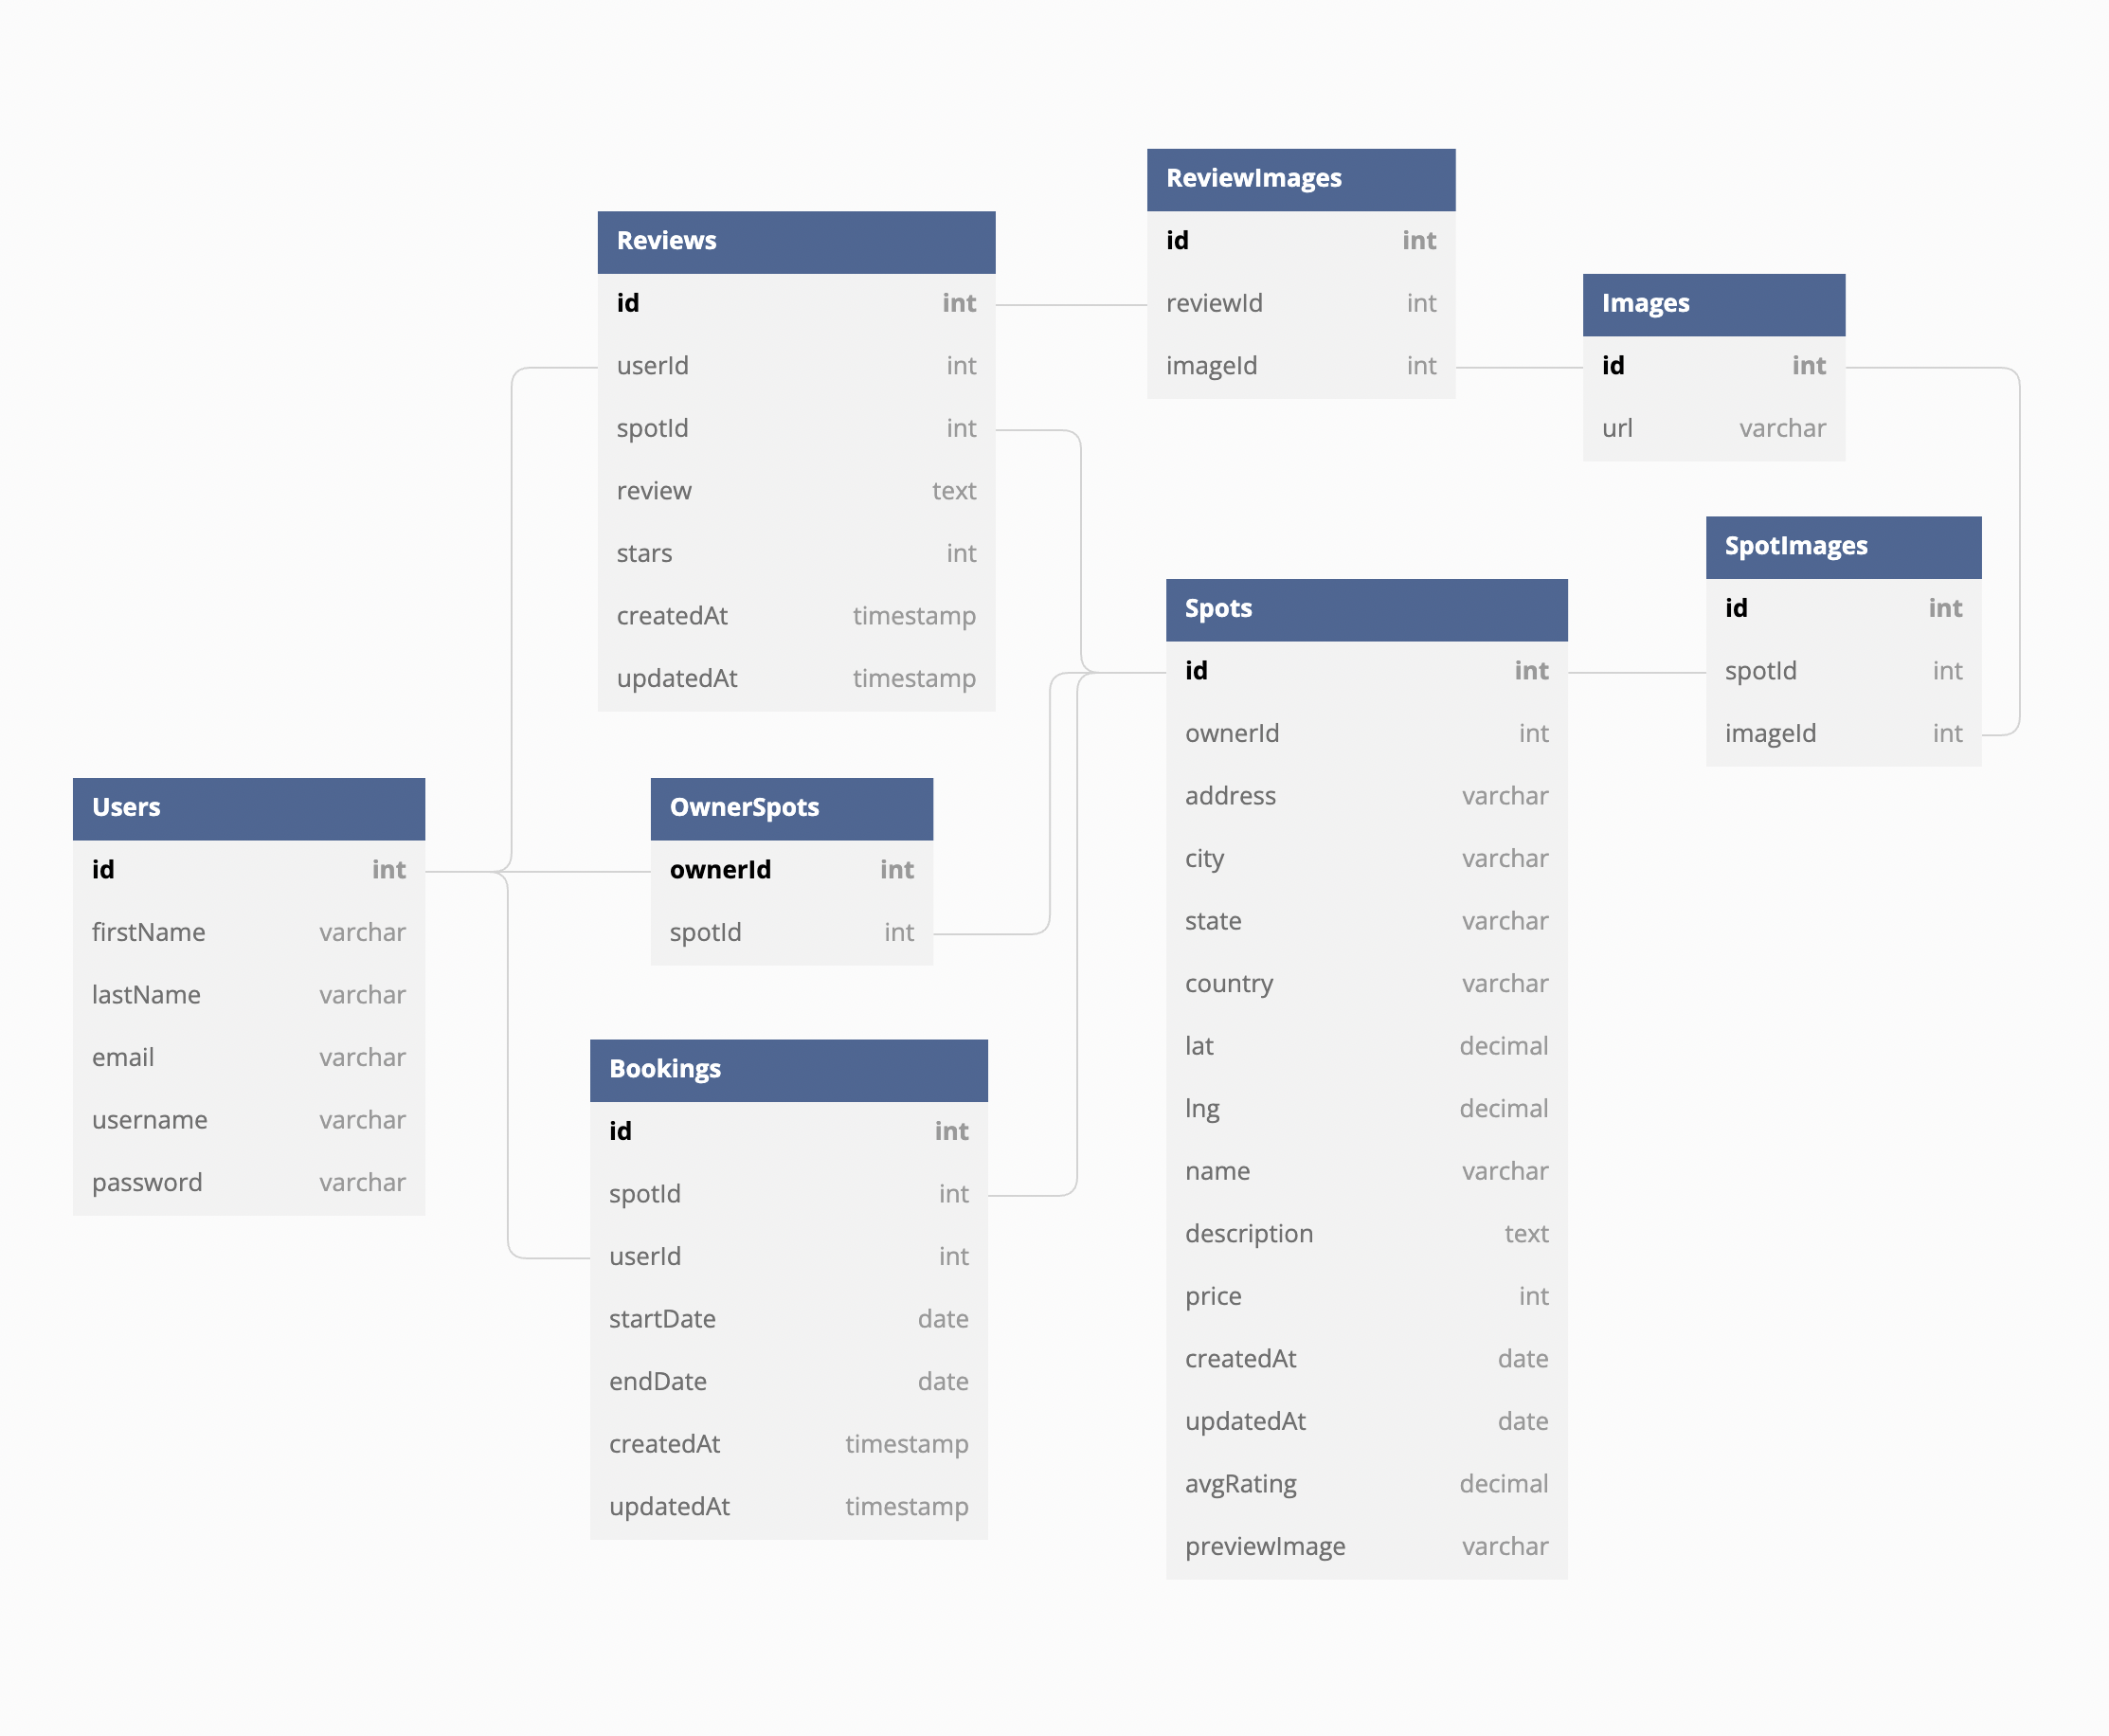 ReviewImages
id int
reviewId int
imageId int
Reviews
id int
userId int
spotId int
review text
stars int
createdAt timestamp
updatedAt timestamp
Images
id int
url varchar
SpotImages
id int
spotId int
imageId int
Spots
id int
ownerId int
address varchar
city varchar
state varchar
country varchar
lat decimal
lng decimal
name varchar
description text
price int
createdAt date
updatedAt date
avgRating decimal
previewImage varchar
Users
id int
firstName varchar
lastName varchar
email varchar
username varchar
password varchar
OwnerSpots
ownerId int
spotId int
Bookings
id int
spotId int
userId int
startDate date
endDate date
createdAt timestamp
updatedAt timestamp